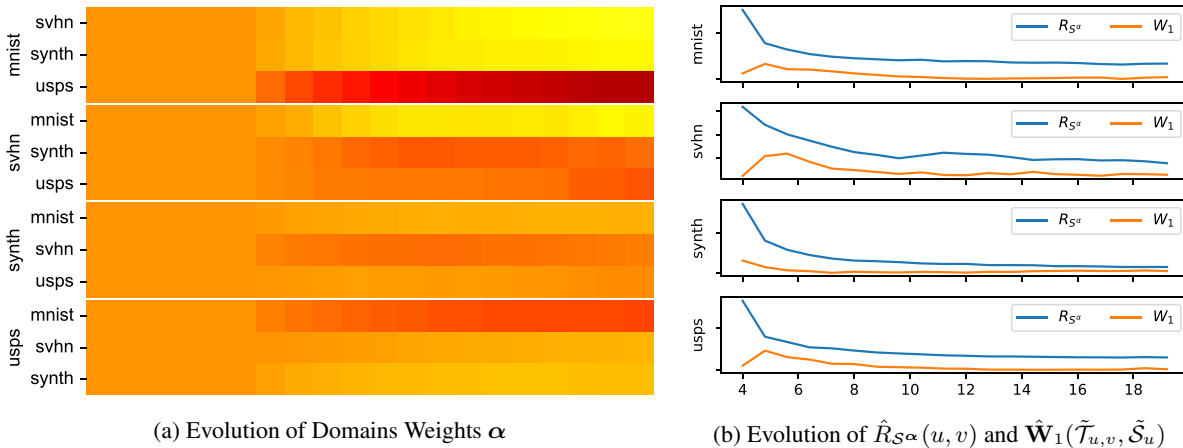 mnist
svhn
synth
usps
svhn
mnist
synth
usps
synth
mnist
svhn
usps
usps
mnist
svhn
synth
(a) Evolution of Domains Weights α
mnist
R_{S^α} W_1
svhn
R_{S^α} W_1
synth
R_{S^α} W_1
usps
R_{S^α} W_1
4 6 8 10 12 14 16 18
(b) Evolution of R̂_{𝒮^α}(u, v) and Ŵ_1(𝒯̃_{u,v}, 𝒮̃_u)